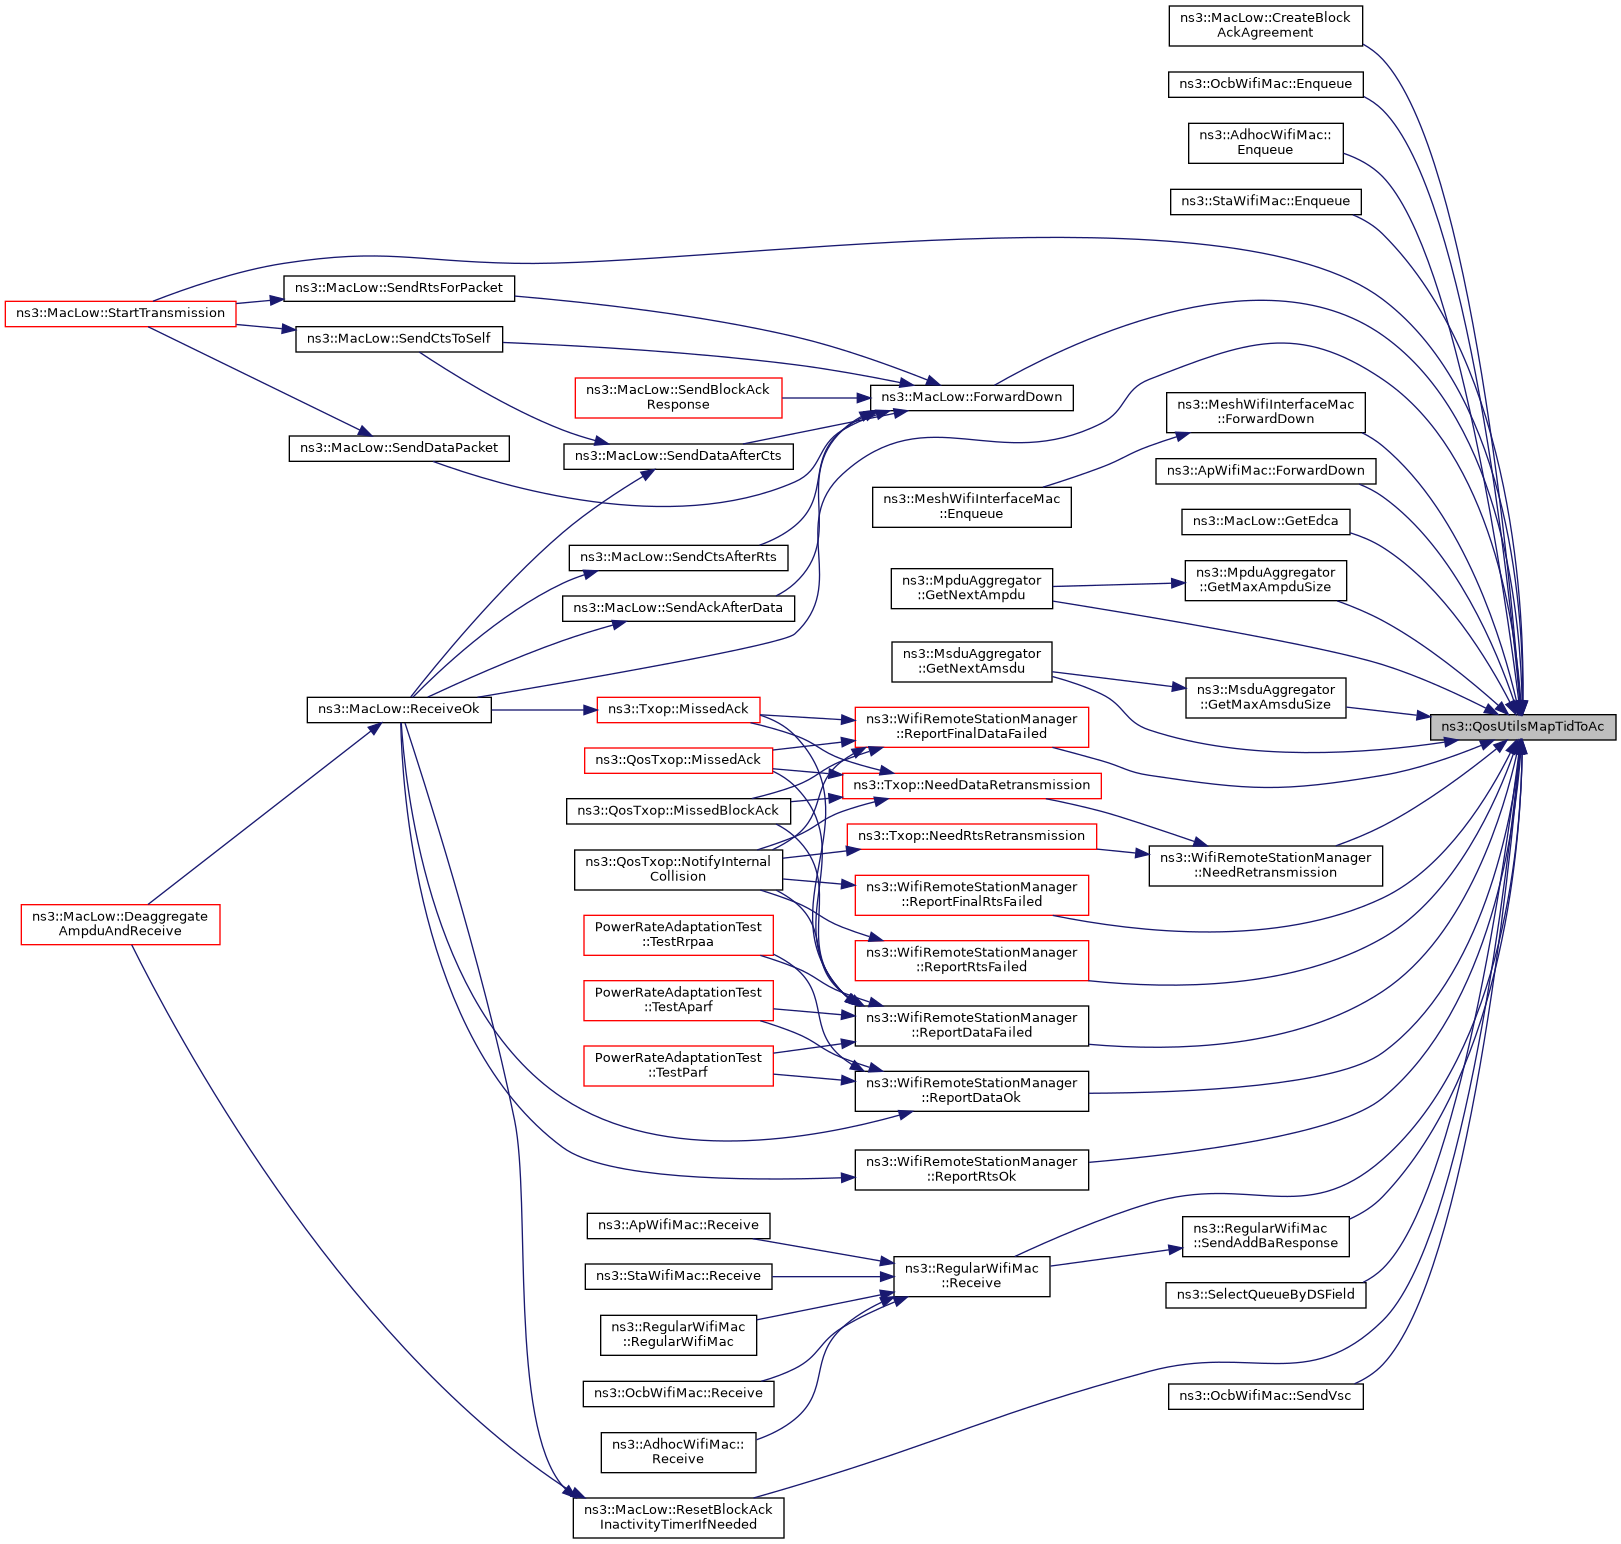 ns3::MacLow::CreateBlock
AckAgreement
ns3::OcbWifiMac::Enqueue
ns3::AdhocWifiMac::
Enqueue
ns3::StaWifiMac::Enqueue
ns3::MacLow::SendRtsForPacket
ns3::MacLow::StartTransmission
ns3::MacLow::SendCtsToSelf
ns3::MacLow::SendBlockAck
Response
ns3::MacLow::ForwardDown
ns3::MeshWifiInterfaceMac
::ForwardDown
ns3::MacLow::SendDataPacket
ns3::MacLow::SendDataAfterCts
ns3::ApWifiMac::ForwardDown
ns3::MeshWifiInterfaceMac
::Enqueue
ns3::MacLow::GetEdca
ns3::MacLow::SendCtsAfterRts
ns3::MpduAggregator
::GetNextAmpdu
ns3::MpduAggregator
::GetMaxAmpduSize
ns3::MacLow::SendAckAfterData
ns3::MsduAggregator
::GetNextAmsdu
ns3::MsduAggregator
::GetMaxAmsduSize
ns3::MacLow::ReceiveOk
ns3::Txop::MissedAck
ns3::WifiRemoteStationManager
::ReportFinalDataFailed
ns3::QosUtilsMapTidToAc
ns3::QosTxop::MissedAck
ns3::Txop::NeedDataRetransmission
ns3::QosTxop::MissedBlockAck
ns3::Txop::NeedRtsRetransmission
ns3::QosTxop::NotifyInternal
Collision
ns3::WifiRemoteStationManager
::NeedRetransmission
ns3::WifiRemoteStationManager
::ReportFinalRtsFailed
ns3::MacLow::Deaggregate
AmpduAndReceive
PowerRateAdaptationTest
::TestRrpaa
ns3::WifiRemoteStationManager
::ReportRtsFailed
PowerRateAdaptationTest
::TestAparf
ns3::WifiRemoteStationManager
::ReportDataFailed
PowerRateAdaptationTest
::TestParf
ns3::WifiRemoteStationManager
::ReportDataOk
ns3::WifiRemoteStationManager
::ReportRtsOk
ns3::ApWifiMac::Receive
ns3::RegularWifiMac
::SendAddBaResponse
ns3::StaWifiMac::Receive
ns3::RegularWifiMac
::Receive
ns3::SelectQueueByDSField
ns3::RegularWifiMac
::RegularWifiMac
ns3::OcbWifiMac::Receive
ns3::OcbWifiMac::SendVsc
ns3::AdhocWifiMac::
Receive
ns3::MacLow::ResetBlockAck
InactivityTimerIfNeeded